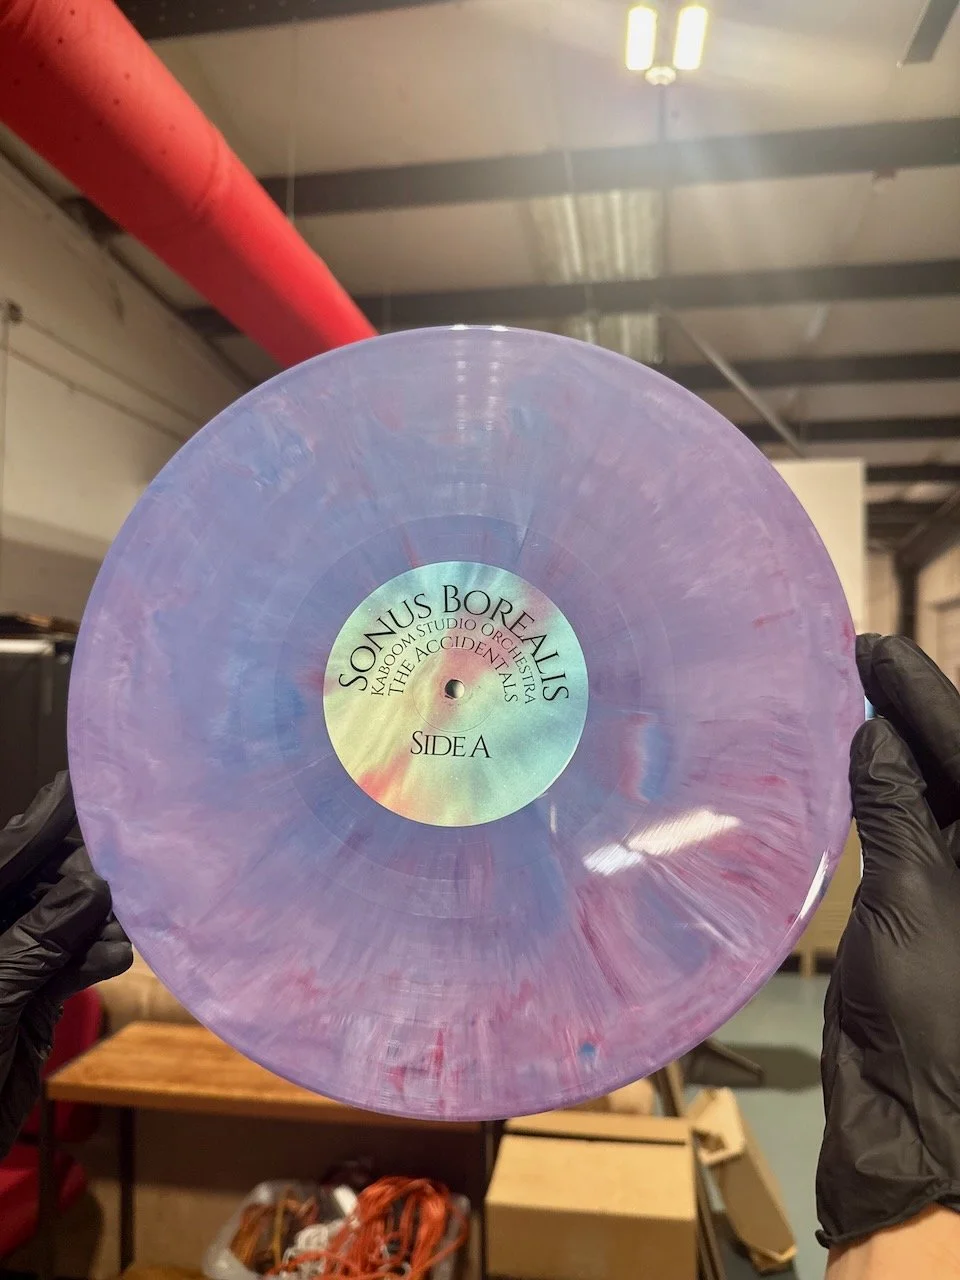 Sonus Borealis
Kaboom Studio Orchestra
The Accidentals
Side A